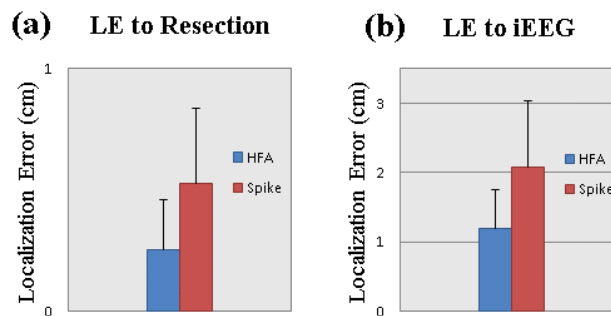 (a) LE to Resection
1
Localization Error (cm)
HFA
Spike
0
(b) LE to iEEG
3
2
1
0
Localization Error (cm)
HFA
Spike